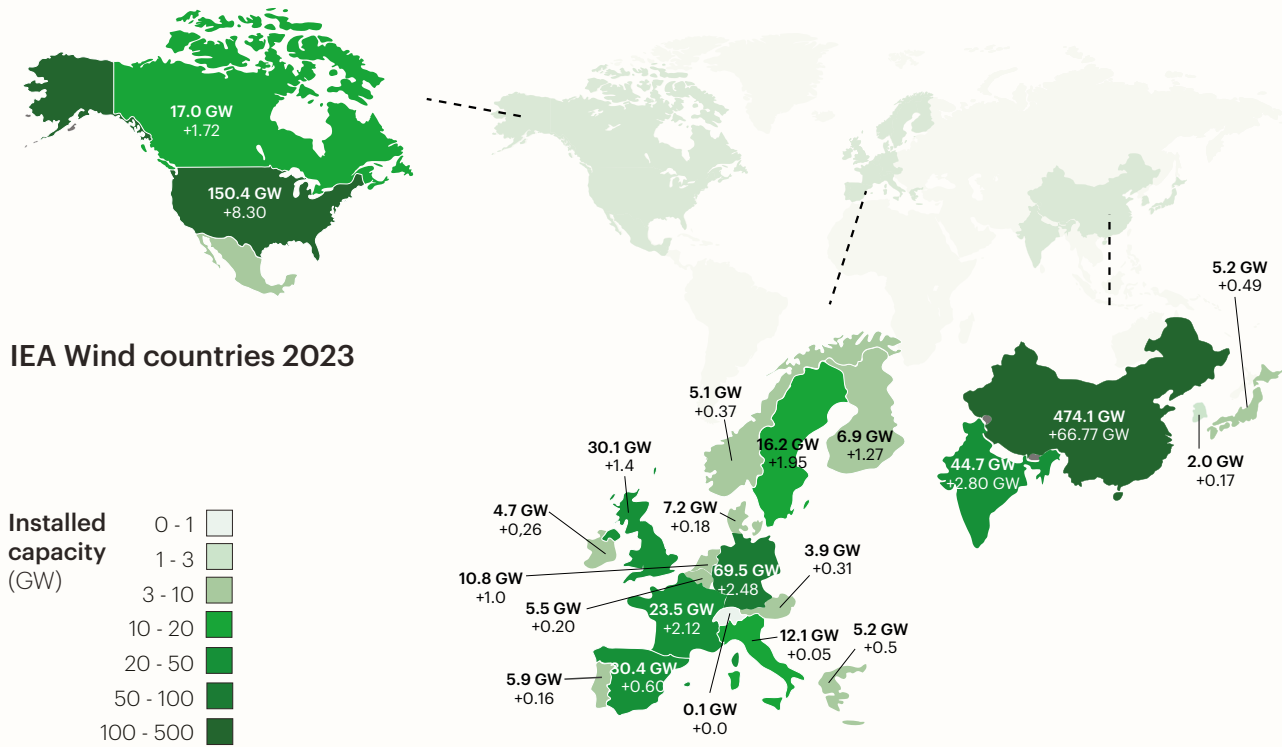 17.0 GW
+1.72
150.4 GW
+8.30
IEA Wind countries 2023
Installed
capacity
(GW)
0 - 1
1 - 3
3 - 10
10 - 20
20 - 50
50 - 100
100 - 500
5.1 GW
+0.37
16.2 GW
+1.95
6.9 GW
+1.27
30.1 GW
+1.4
4.7 GW
+0,26
7.2 GW
+0.18
10.8 GW
+1.0
5.5 GW
+0.20
69.5 GW
+2.48
3.9 GW
+0.31
23.5 GW
+2.12
12.1 GW
+0.05
5.2 GW
+0.5
5.9 GW
+0.16
30.4 GW
+0.60
0.1 GW
+0.0
5.2 GW
+0.49
474.1 GW
+66.77 GW
2.0 GW
+0.17
44.7 GW
+2.80 GW